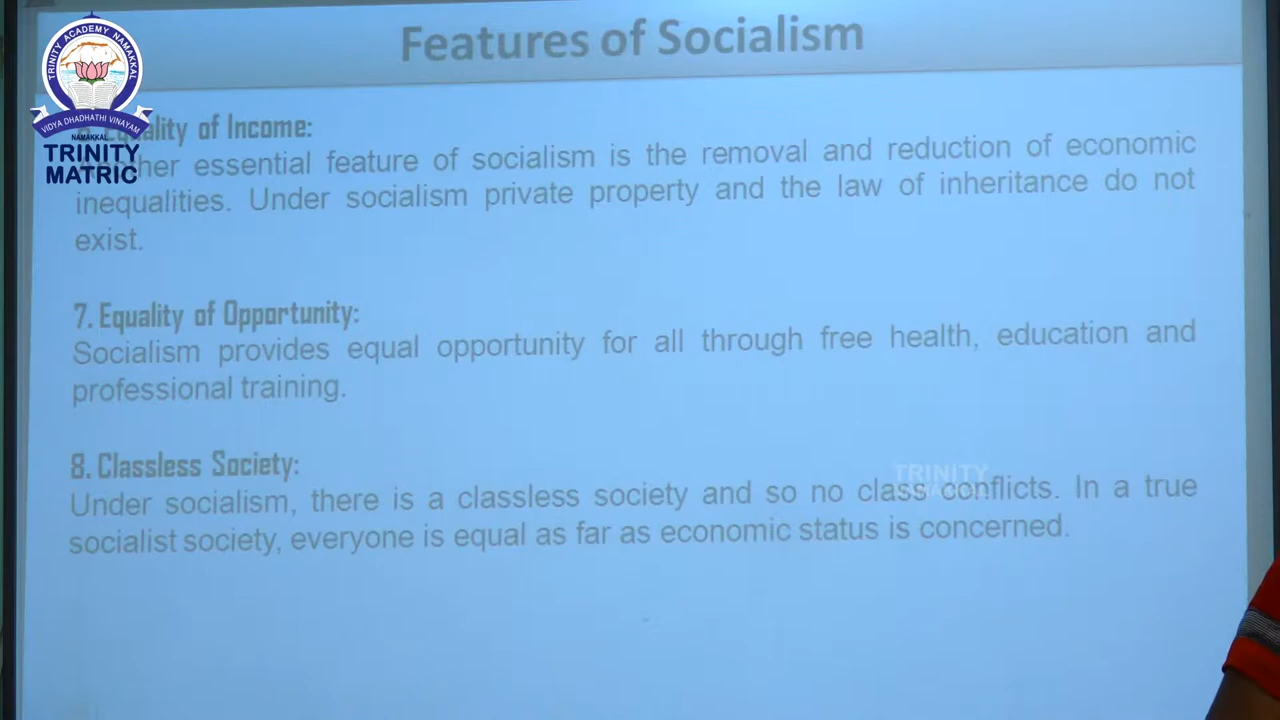 Features of Socialism
TRINITY ACADEMY NAMAKKAL
VIDYA DHADHATHI VINAYAM
NAMAKKAL
TRINITY
MATRIC
6. Equality of Income:
essential feature of socialism is the removal and reduction of economic
inequalities. Under socialism private property and the law of inheritance do not
exist.
7. Equality of Opportunity:
Socialism provides equal opportunity for all through free health, education and
professional training.
8. Classless Society:
TRINITY
Under socialism, there is a classless society and so no class conflicts. In a true
socialist society, everyone is equal as far as economic status is concerned.